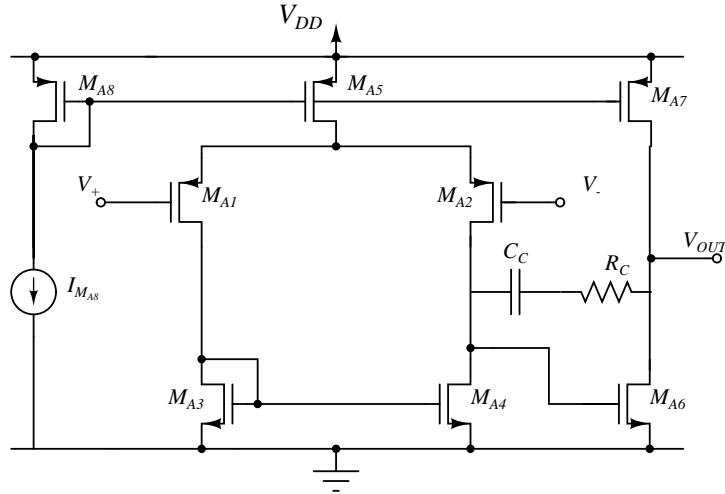 V_DD
M_A8
M_A5
M_A7
V_+
M_A1
M_A2
V_-
C_C
R_C
V_OUT
I_M_A8
M_A3
M_A4
M_A6